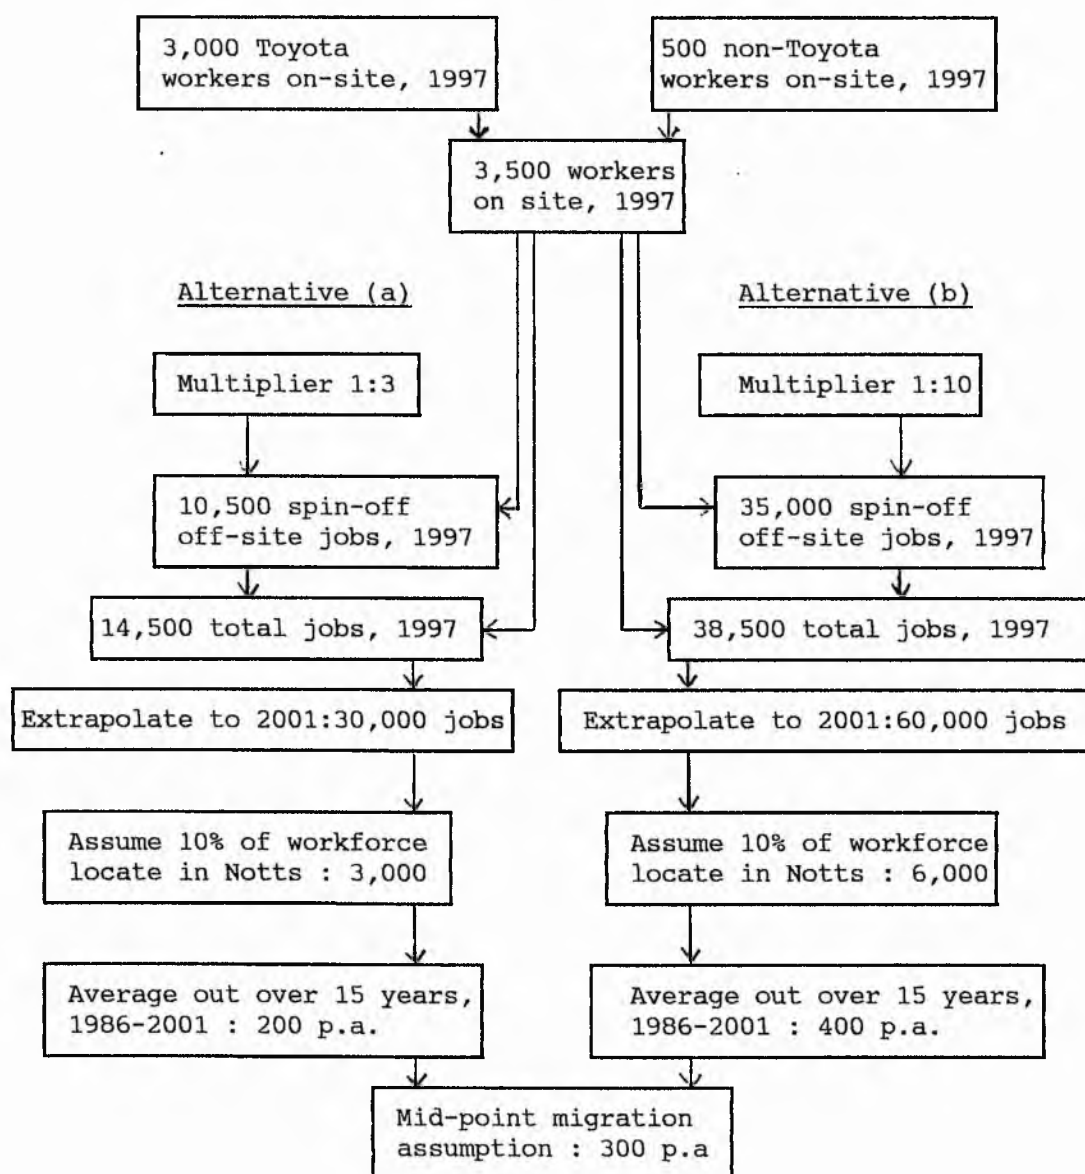 3,000 Toyota
workers on-site, 1997
500 non-Toyota
workers on-site, 1997
3,500 workers
on site, 1997
Alternative (a)
Alternative (b)
Multiplier 1:3
Multiplier 1:10
10,500 spin-off
off-site jobs, 1997
35,000 spin-off
off-site jobs, 1997
14,500 total jobs, 1997
38,500 total jobs, 1997
Extrapolate to 2001:30,000 jobs
Extrapolate to 2001:60,000 jobs
Assume 10% of workforce
locate in Notts : 3,000
Assume 10% of workforce
locate in Notts : 6,000
Average out over 15 years,
1986-2001 : 200 p.a.
Average out over 15 years,
1986-2001 : 400 p.a.
Mid-point migration
assumption : 300 p.a